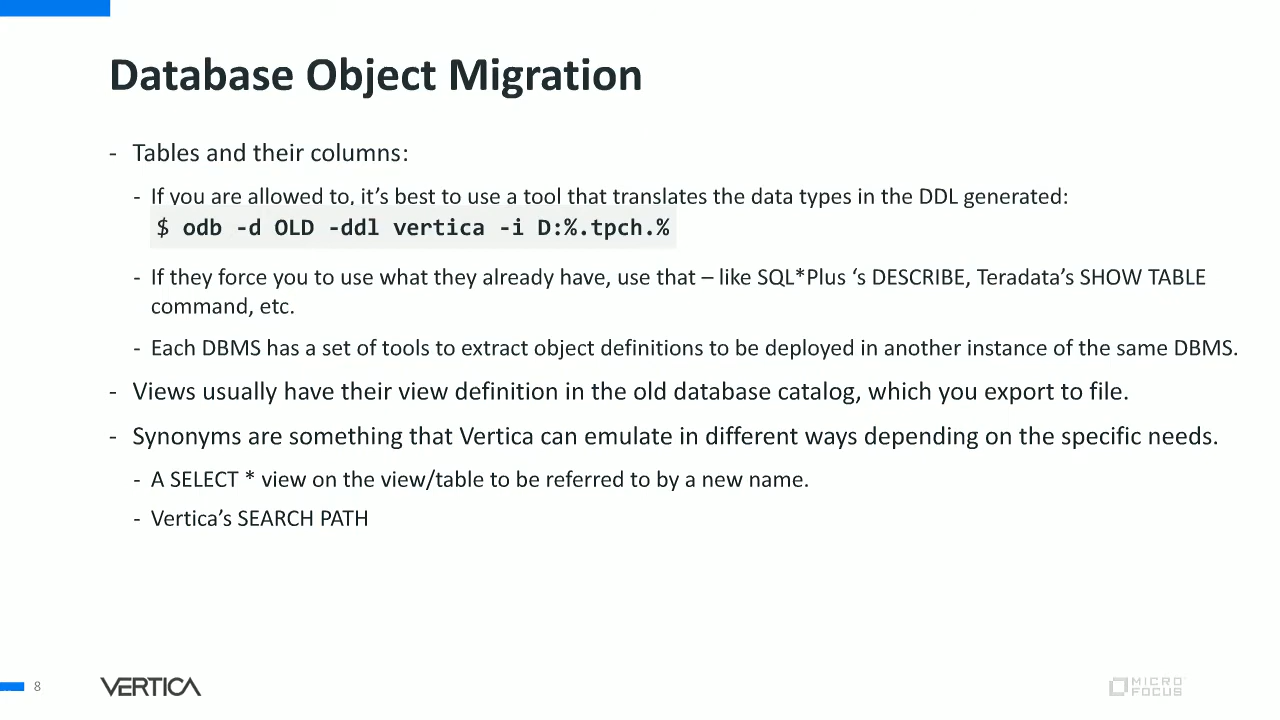 Database Object Migration
- Tables and their columns:
- If you are allowed to, it’s best to use a tool that translates the data types in the DDL generated:
$ odb -d OLD -ddl vertica -i D:%.tpch.%
- If they force you to use what they already have, use that – like SQL*Plus ‘s DESCRIBE, Teradata’s SHOW TABLE
command, etc.
- Each DBMS has a set of tools to extract object definitions to be deployed in another instance of the same DBMS.
- Views usually have their view definition in the old database catalog, which you export to file.
- Synonyms are something that Vertica can emulate in different ways depending on the specific needs.
- A SELECT * view on the view/table to be referred to by a new name.
- Vertica’s SEARCH PATH
8
VERTICA
MICRO
FOCUS